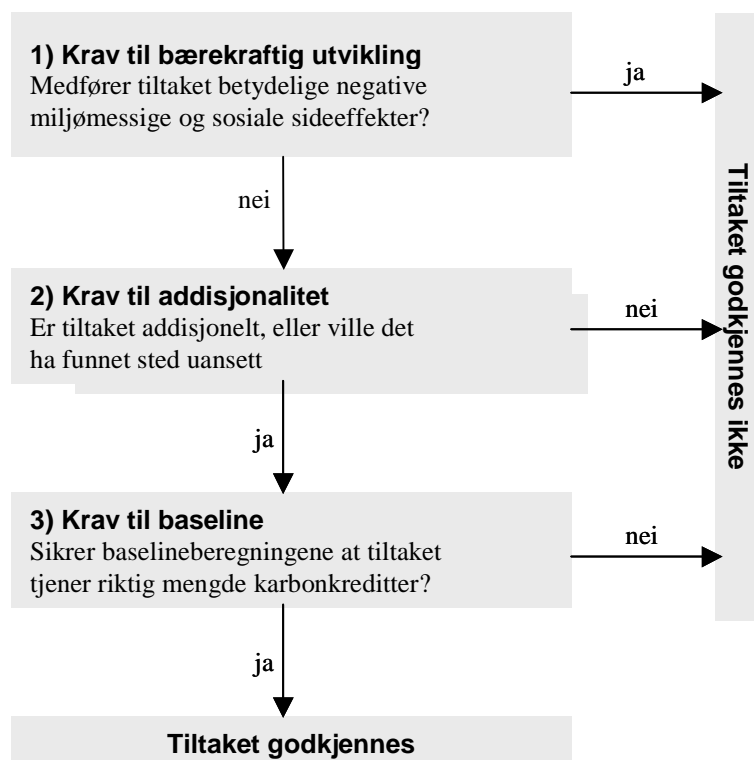 1) Krav til bærekraftig utvikling
Medfører tiltaket betydelige negative
miljømessige og sosiale sideeffekter?
ja
nei
2) Krav til addisjonalitet
Er tiltaket addisjonelt, eller ville det
ha funnet sted uansett
nei
ja
3) Krav til baseline
Sikrer baselineberegningene at tiltaket
tjener riktig mengde karbonkreditter?
nei
ja
Tiltaket godkjennes
Tiltaket godkjennes ikke